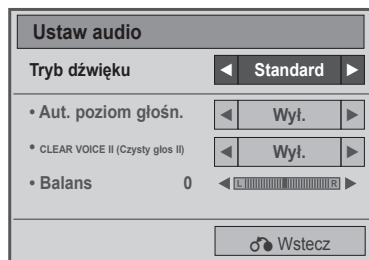 Ustaw audio
Tryb dźwięku ◄ Standard ►
• Aut. poziom głośn. ◄ Wył. ►
• CLEAR VOICE II (Czysty głos II) ◄ Wył. ►
• Balans 0 ◄ L R ►
Wstecz